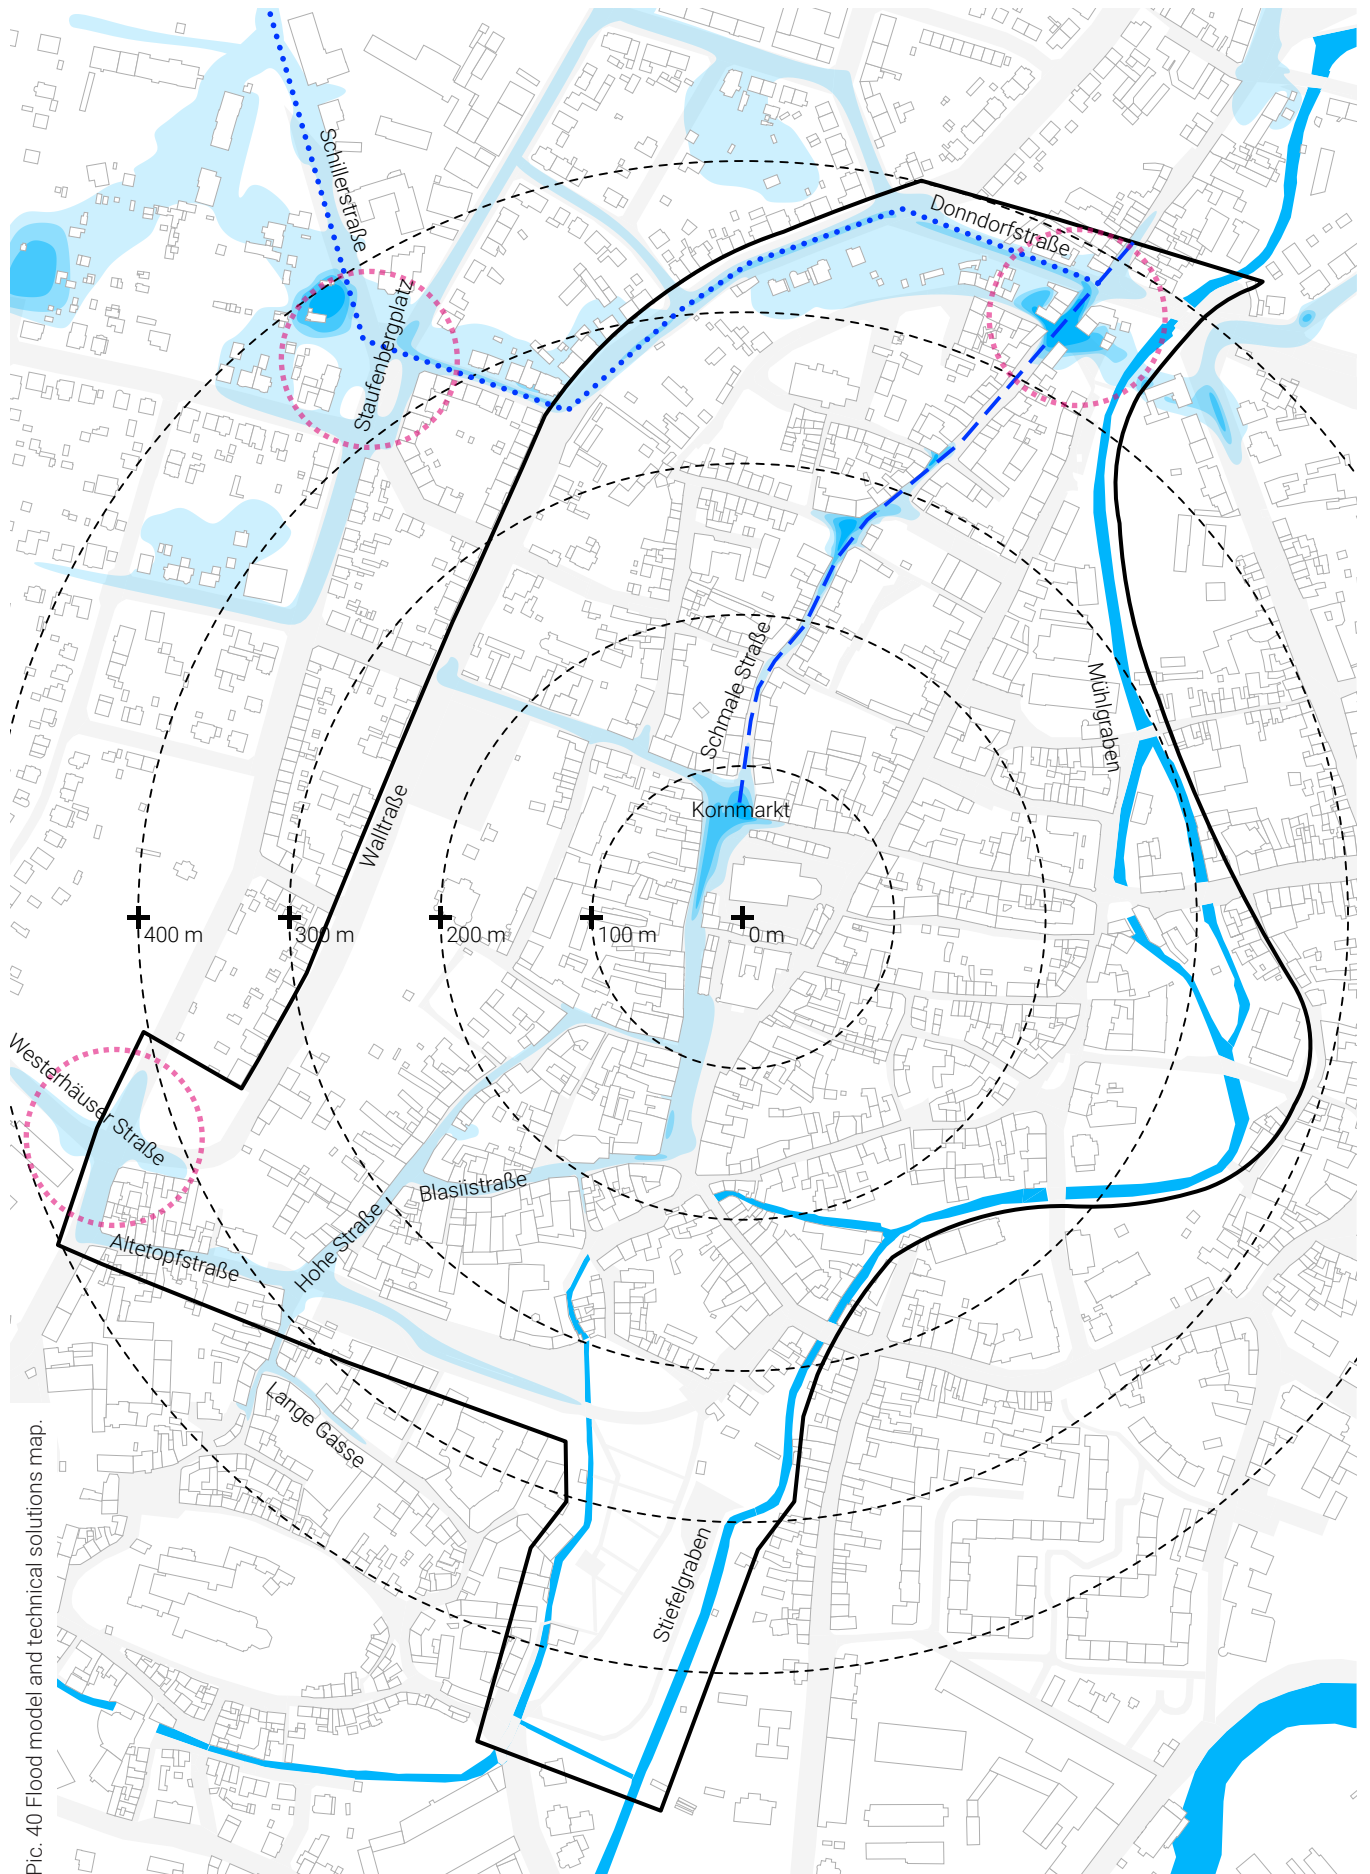 Schillerstraße
Donndorfstraße
Staufenbergplatz
Schmale Straße
Mühlgraben
Kornmarkt
Walltraße
400 m
300 m
200 m
100 m
0 m
Westerhäuser Straße
Blasiistraße
Altetopfstraße
Hohe Straße
Lange Gasse
Stiefelgraben
Pic. 40 Flood model and technical solutions map.